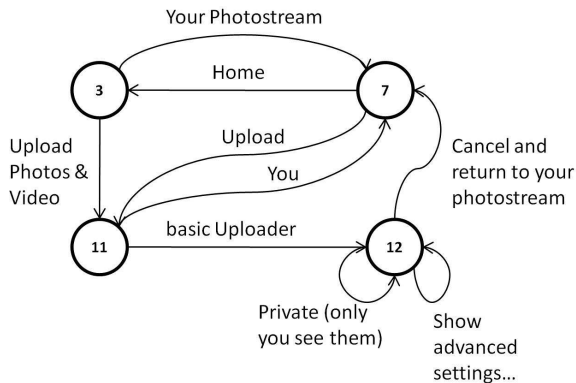 Your Photostream
Home
3
7
Upload
Photos &
Video
Upload
You
Cancel and
return to your
photostream
basic Uploader
11
12
Private (only
you see them)
Show
advanced
settings...